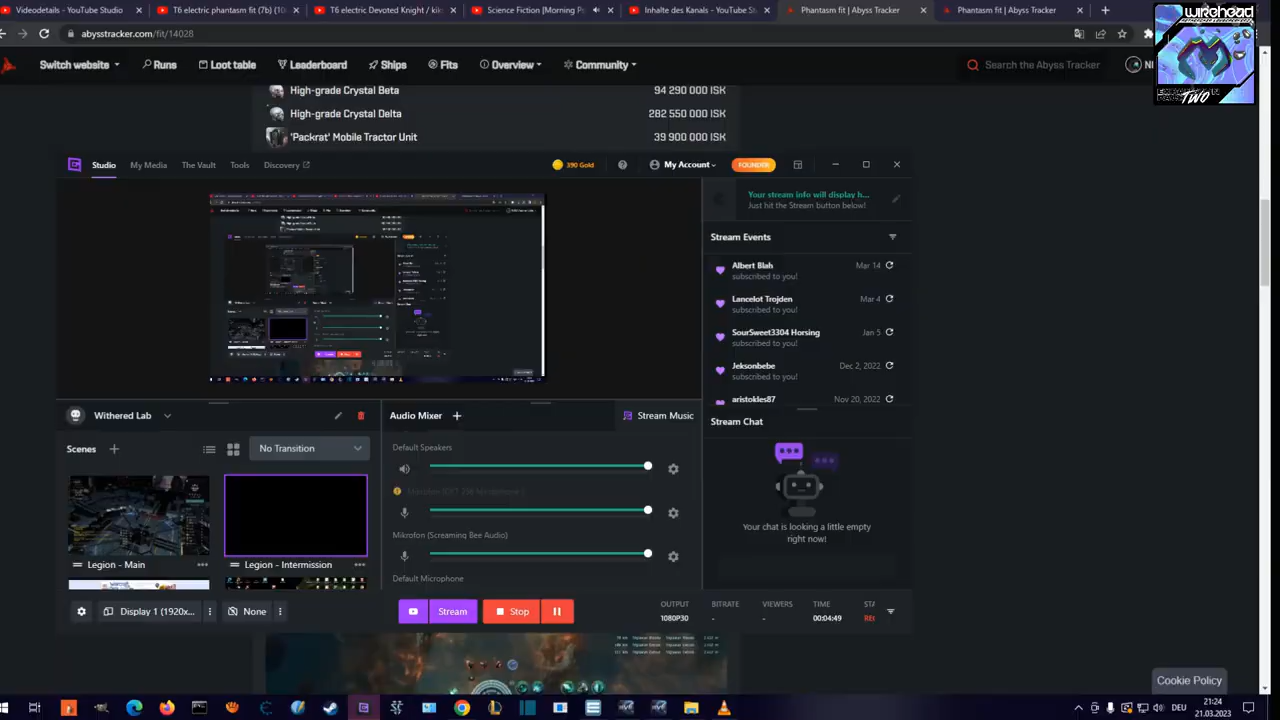 Videodetails - YouTube Studio
T6 electric phantasm fit (7b) (10
T6 electric Devoted Knight / kik
Science Fiction [Morning P
Inhalte des Kanals - YouTube St
Phantasm fit | Abyss Tracker
Phantasm fit | Abyss Tracker
wirehead
TWO
abysstracker.com/fit/14028
Switch website
Runs
Loot table
Leaderboard
Ships
Fits
Overview
Community
Search the Abyss Tracker
High-grade Crystal Beta 94 290 000 ISK
High-grade Crystal Delta 282 550 000 ISK
'Packrat' Mobile Tractor Unit 39 900 000 ISK
Studio
My Media
The Vault
Tools
Discovery
390 Gold
My Account
FOUNDER
Your stream info will display h...
Just hit the Stream button below!
Stream Events
Albert Blah Mar 14
subscribed to you!
Lancelot Trojden Mar 4
subscribed to you!
SourSweet3304 Horsing Jan 5
subscribed to you!
Jeksonbebe Dec 2, 2022
subscribed to you!
aristokles87 Nov 20, 2022
Withered Lab
Audio Mixer
Stream Music
Stream Chat
Scenes
No Transition
Default Speakers
Mikrofon (Screaming Bee Audio)
Default Microphone
Your chat is looking a little empty
right now!
Legion - Main
Legion - Intermission
Display 1 (1920x...
None
Stream
Stop
OUTPUT
BITRATE
VIEWERS
TIME
STA
1080P30
-
-
00:04:49
REC
Cookie Policy
DEU
21:24
21.03.2023